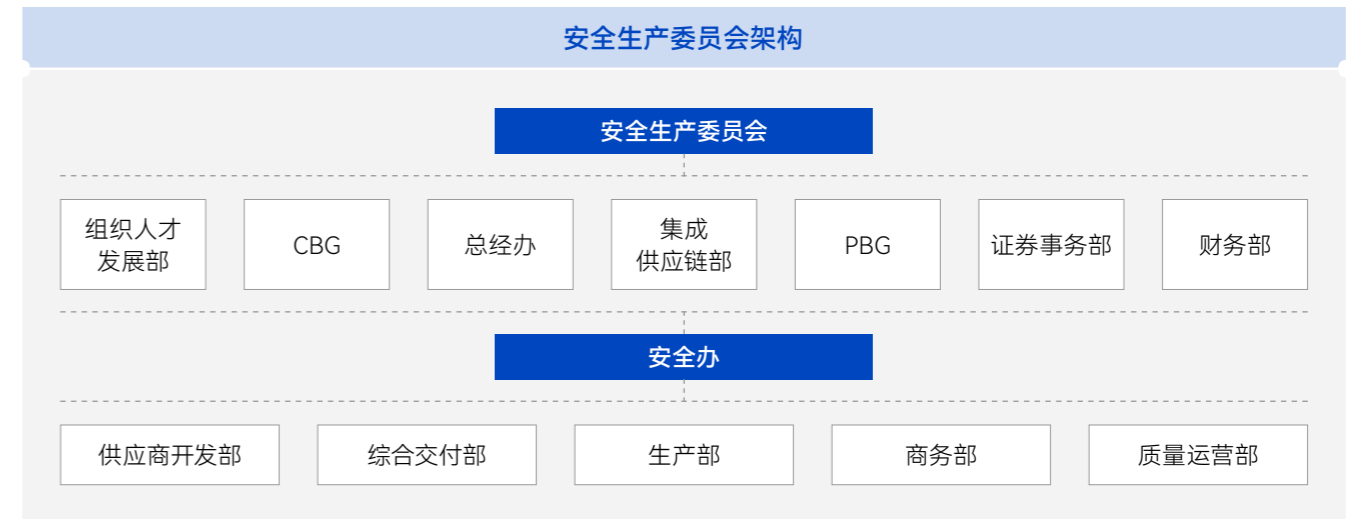 安全生产委员会架构
安全生产委员会
组织人才
发展部
CBG
总经办
集成
供应链部
PBG
证券事务部
财务部
安全办
供应商开发部
综合交付部
生产部
商务部
质量运营部